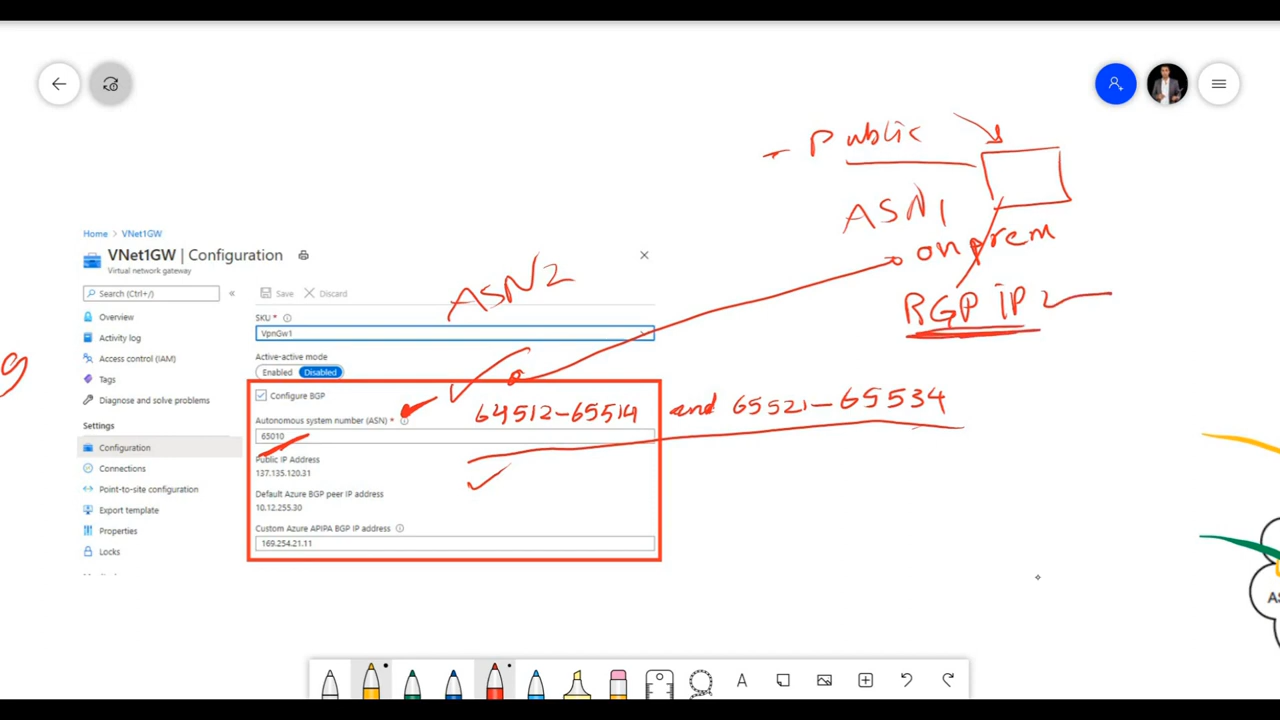 - Public
ASN1
on prem
BGP IP
Home > VNet1GW
VNet1GW | Configuration
Virtual network gateway
Search (Ctrl+/)
«
Overview
Activity log
Access control (IAM)
Tags
Diagnose and solve problems
Settings
Configuration
Connections
Point-to-site configuration
Export template
Properties
Locks
ASN2
Save Discard
SKU *
VpnGw1
Active-active mode
Enabled Disabled
Configure BGP
Autonomous system number (ASN) *
65010
64512-65514 and 65521-65534
Public IP Address
137.135.120.31
Default Azure BGP peer IP address
10.12.255.30
Custom Azure APIPA BGP IP address
169.254.21.11
g
AS
A